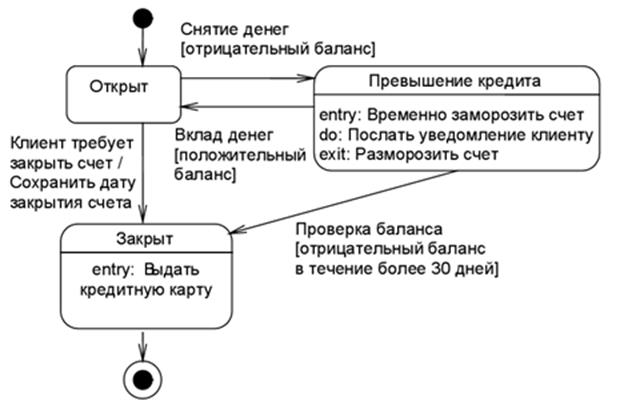 Снятие денег
[отрицательный баланс]
Открыт
Превышение кредита
entry: Временно заморозить счет
do: Послать уведомление клиенту
exit: Разморозить счет
Вклад денег
[положительный
баланс]
Клиент требует
закрыть счет /
Сохранить дату
закрытия счета
Закрыт
entry: Выдать
кредитную карту
Проверка баланса
[отрицательный баланс
в течение более 30 дней]